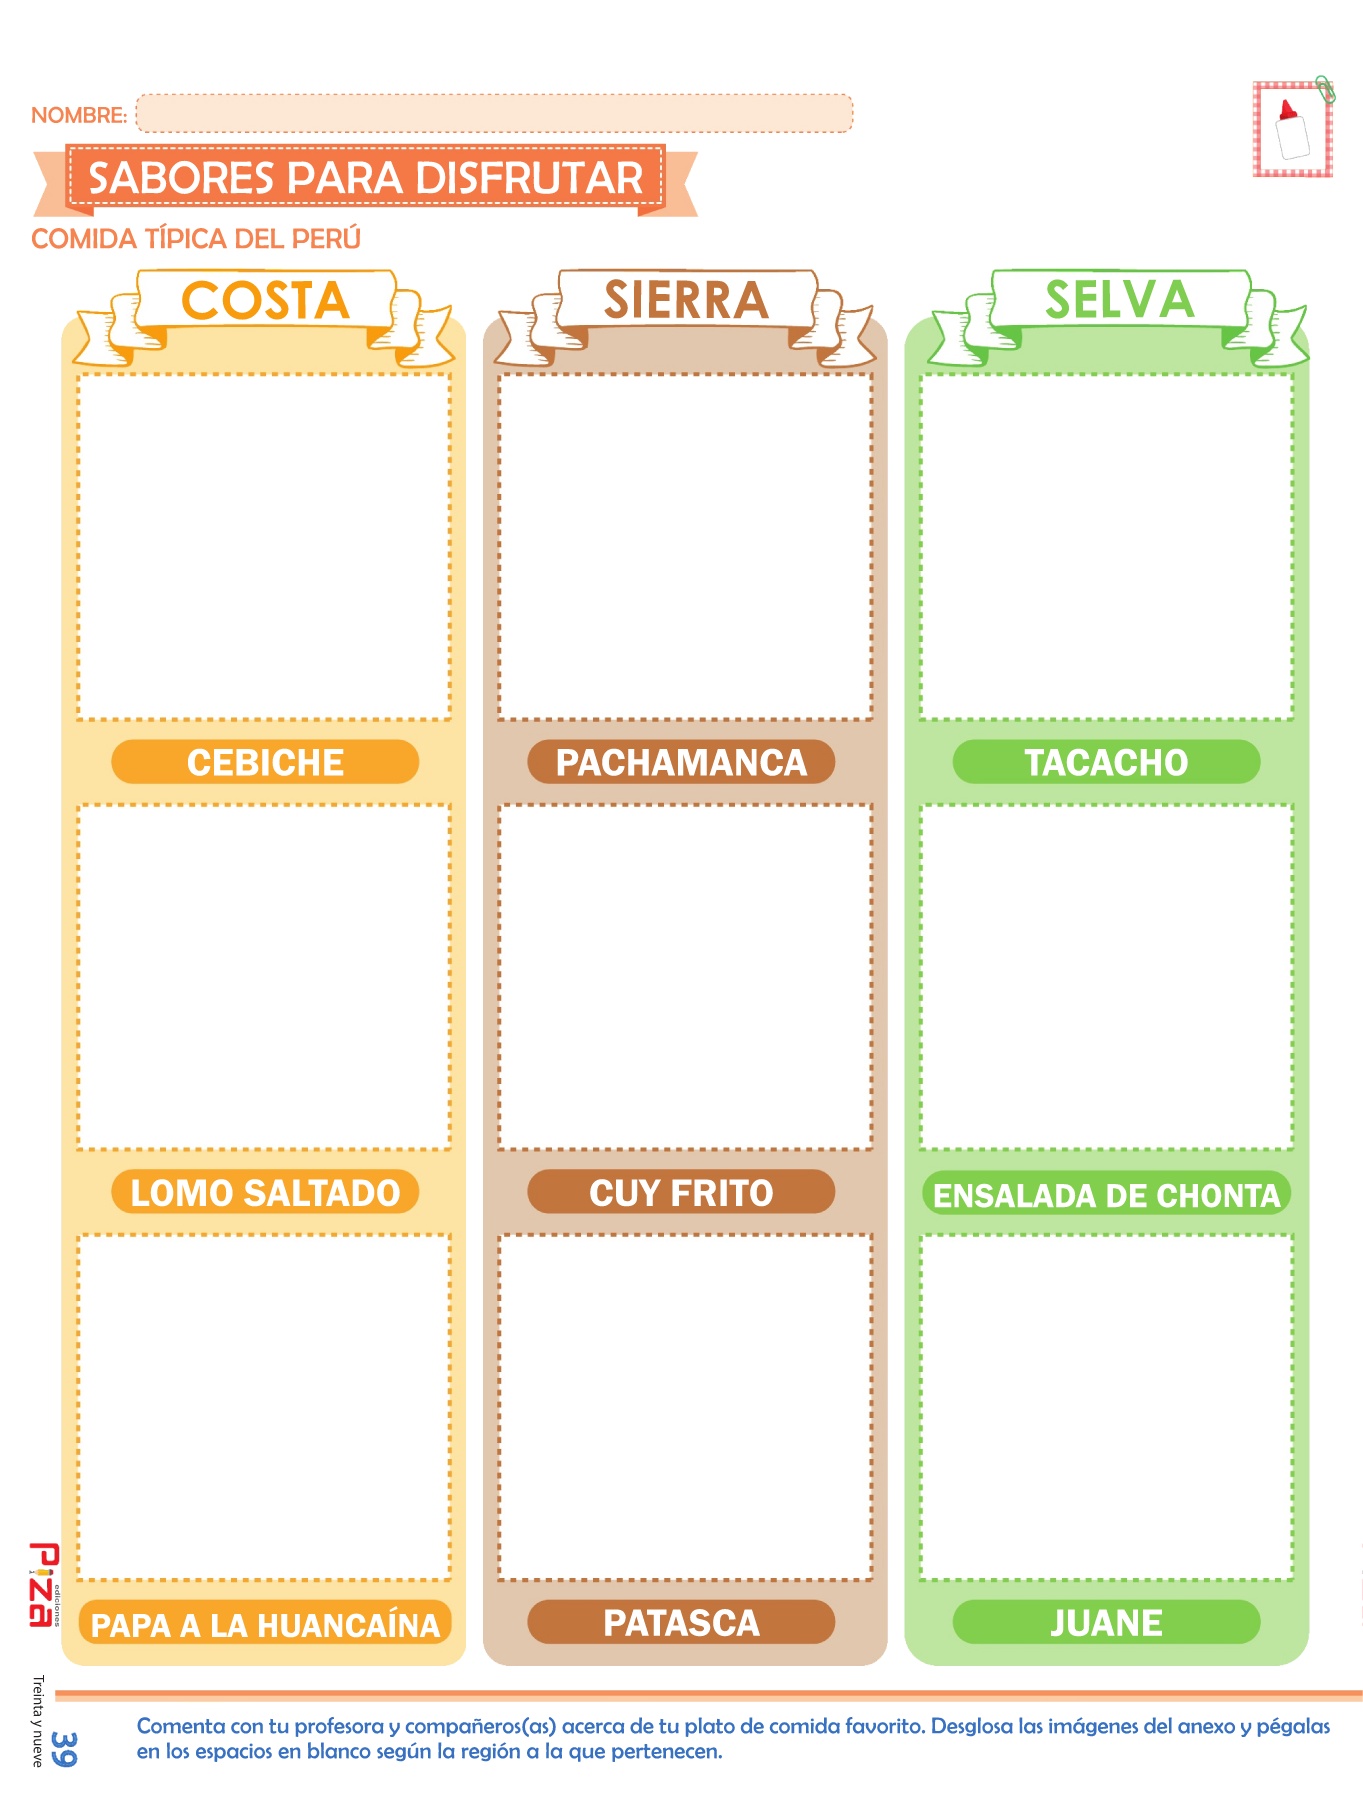 NOMBRE:
SABORES PARA DISFRUTAR
COMIDA TÍPICA DEL PERÚ
COSTA
SIERRA
SELVA
CEBICHE
PACHAMANCA
TACACHO
LOMO SALTADO
CUY FRITO
ENSALADA DE CHONTA
PAPA A LA HUANCAÍNA
PATASCA
JUANE
Piza
ediciones
Treinta y nueve
39
Comenta con tu profesora y compañeros(as) acerca de tu plato de comida favorito. Desglosa las imágenes del anexo y pégalas
en los espacios en blanco según la región a la que pertenecen.